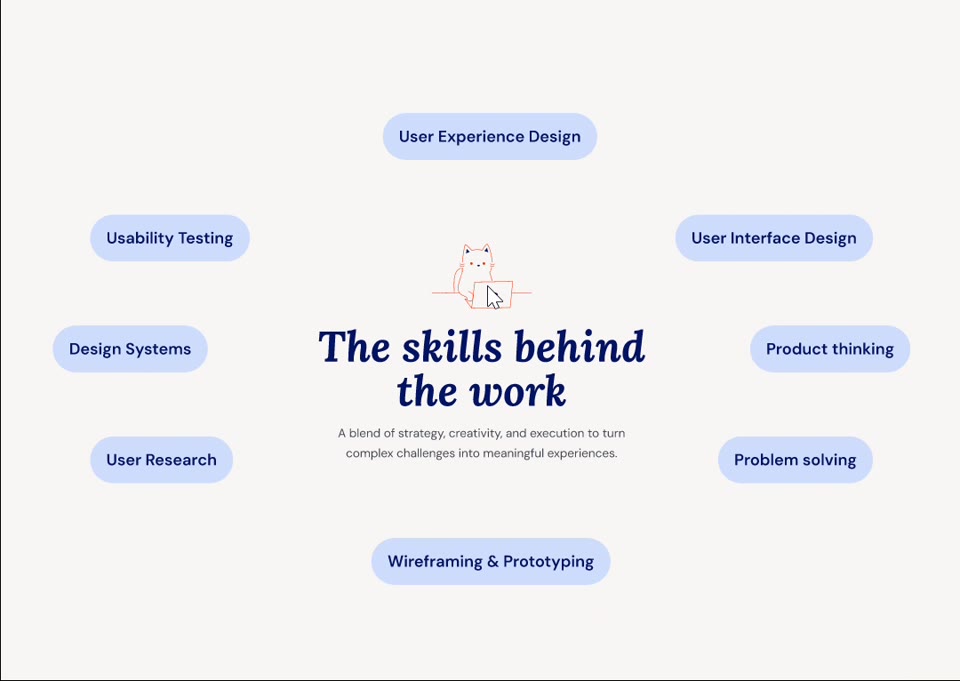 User Experience Design
Usability Testing
User Interface Design
The skills behind
the work
Design Systems
Product thinking
A blend of strategy, creativity, and execution to turn
complex challenges into meaningful experiences.
User Research
Problem solving
Wireframing & Prototyping